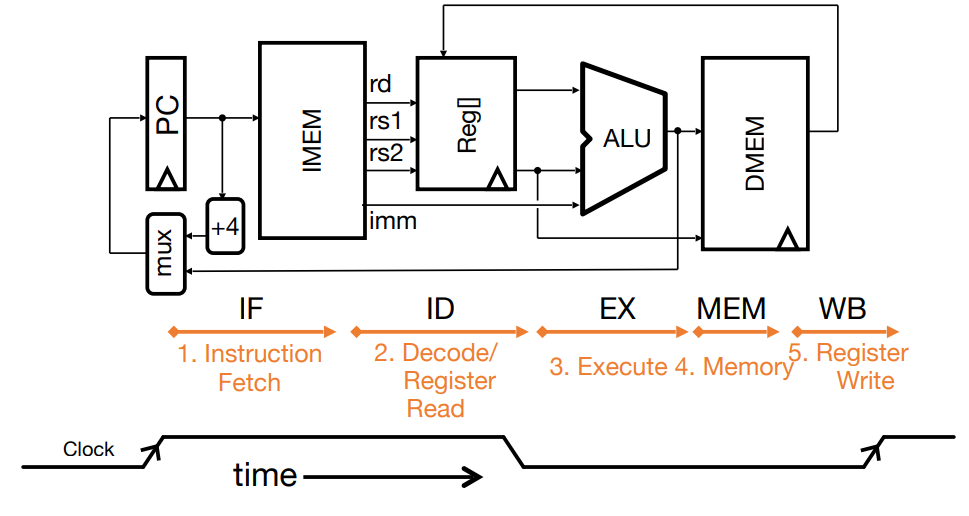 PC
+4
mux
IMEM
rd
rs1
rs2
imm
Reg[]
ALU
DMEM
IF
ID
EX
MEM
WB
1. Instruction
Fetch
2. Decode/
Register
Read
3. Execute
4. Memory
5. Register
Write
Clock
time